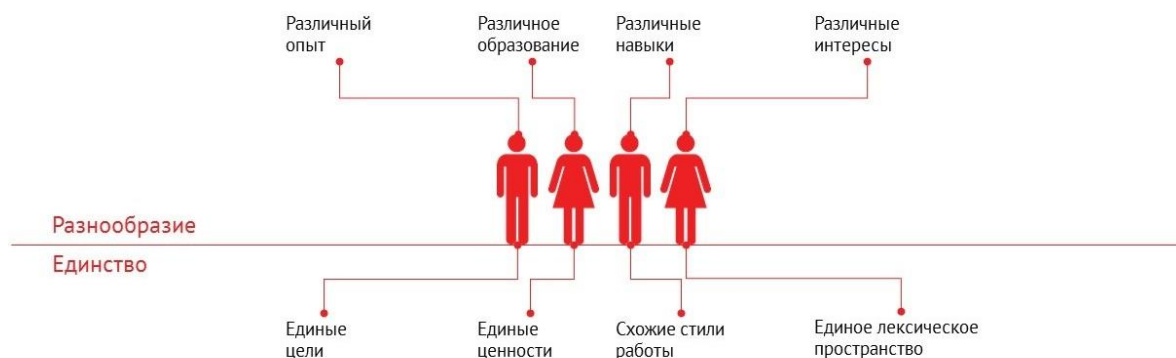 Различный
опыт
Различное
образование
Различные
навыки
Различные
интересы
Разнообразие
Единство
Единые
цели
Единые
ценности
Схожие стили
работы
Единое лексическое
пространство